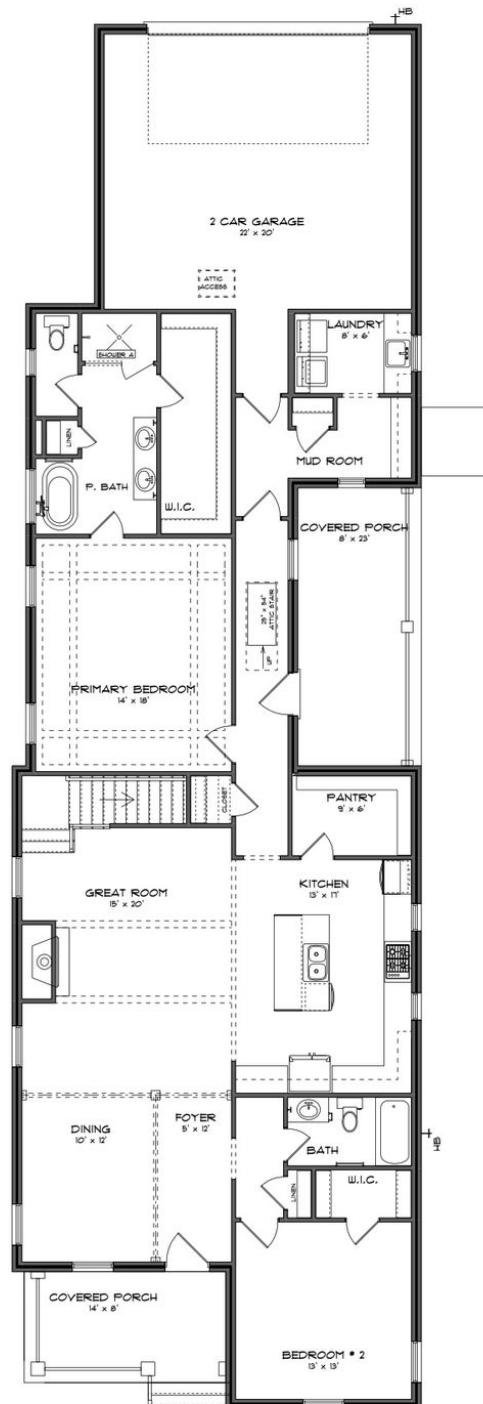 HB
2 CAR GARAGE
22' x 20'
ATTIC
ACCESS
LAUNDRY
8' x 6'
SHOWER A
LINEN
MUD ROOM
P. BATH
W.I.C.
COVERED PORCH
8' x 23'
25" x 54"
ATTIC STAIR
UP
PRIMARY BEDROOM
14' x 18'
CLOSET
PANTRY
9' x 6'
GREAT ROOM
15' x 20'
KITCHEN
13' x 17'
DINING
10' x 12'
FOYER
5' x 12'
BATH
HB
LINEN
W.I.C.
COVERED PORCH
14' x 8'
BEDROOM # 2
13' x 13'